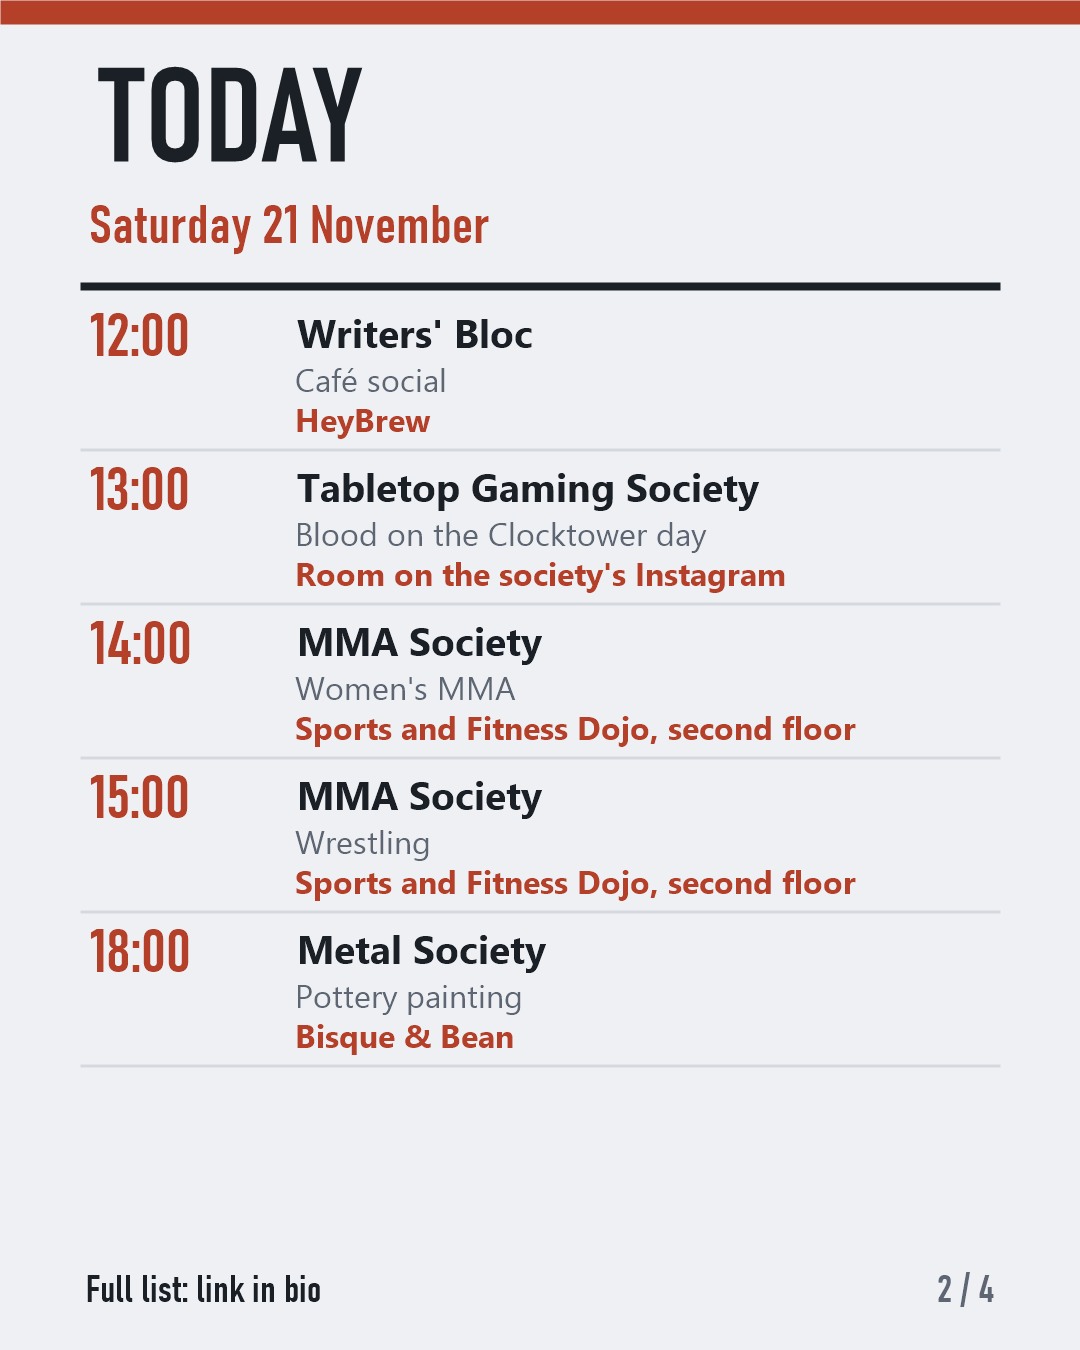 TODAY
Saturday 21 November
12:00
Writers' Bloc
Café social
HeyBrew
13:00
Tabletop Gaming Society
Blood on the Clocktower day
Room on the society's Instagram
14:00
MMA Society
Women's MMA
Sports and Fitness Dojo, second floor
15:00
MMA Society
Wrestling
Sports and Fitness Dojo, second floor
18:00
Metal Society
Pottery painting
Bisque & Bean
Full list: link in bio
2 / 4